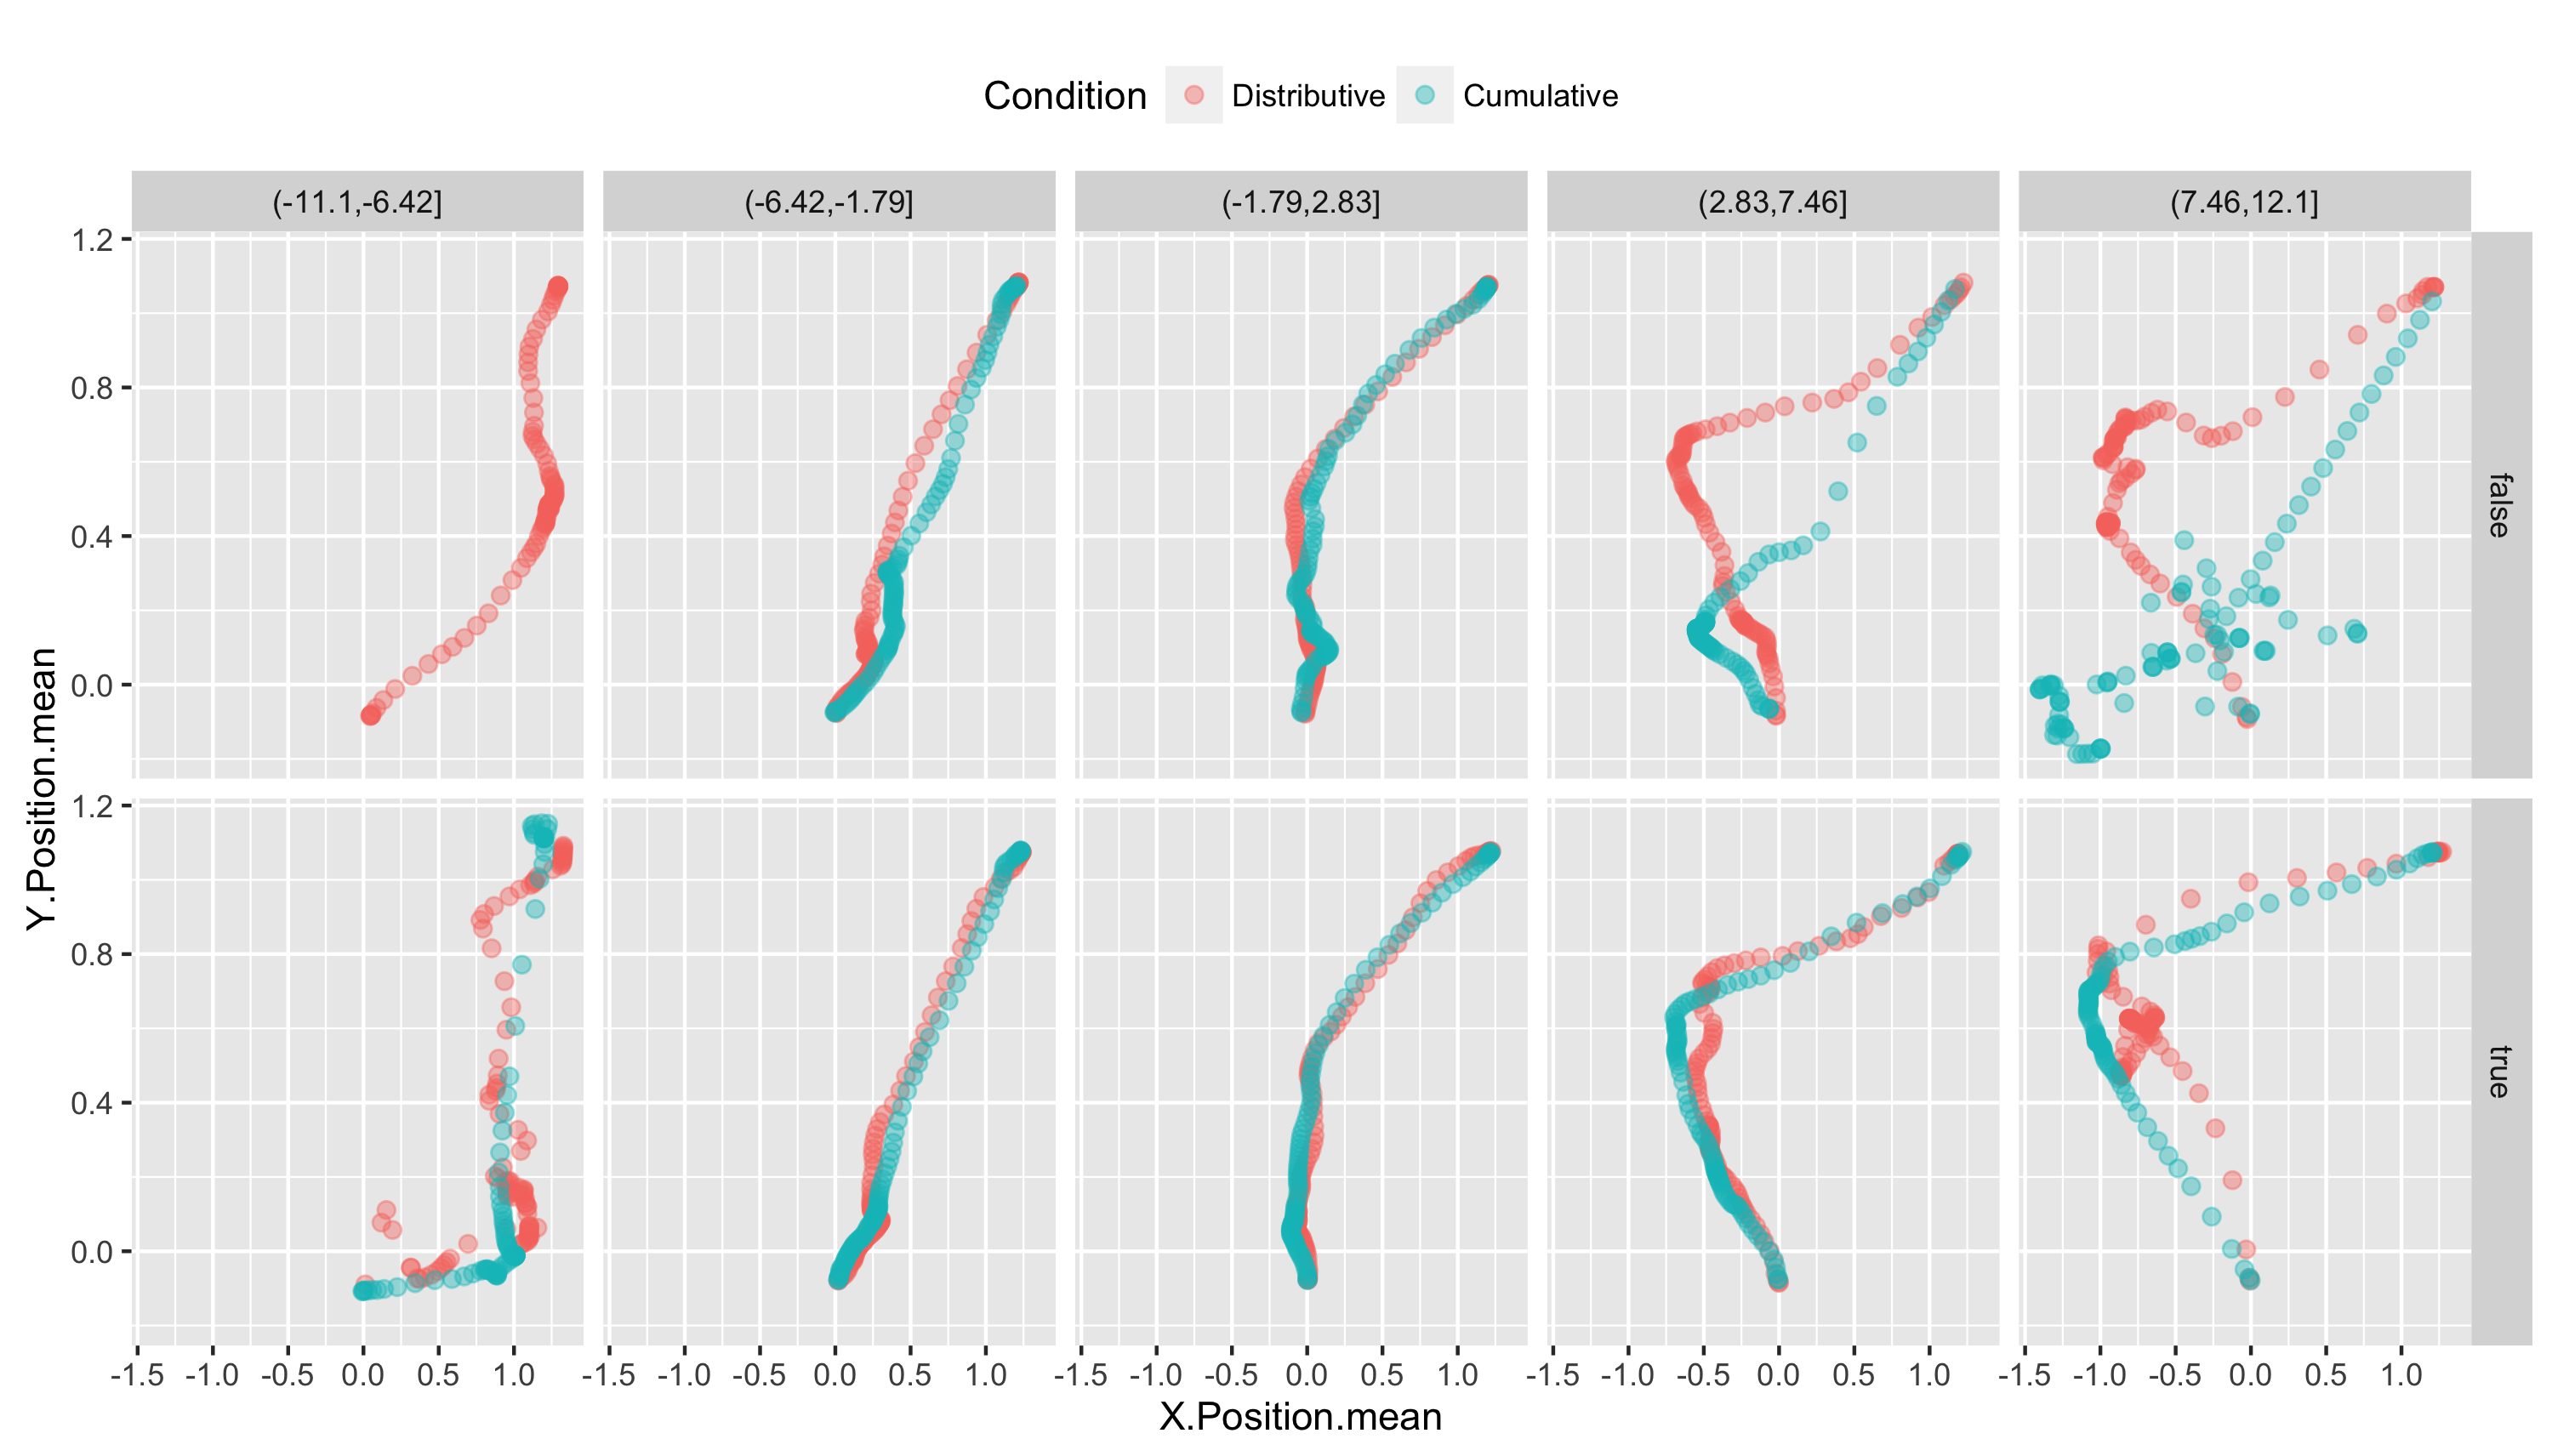 Condition Distributive Cumulative
(-11.1,-6.42] (-6.42,-1.79] (-1.79,2.83] (2.83,7.46] (7.46,12.1]
1.2
0.8
0.4
0.0
false
1.2
0.8
0.4
0.0
true
Y.Position.mean
-1.5 -1.0 -0.5 0.0 0.5 1.0 -1.5 -1.0 -0.5 0.0 0.5 1.0 -1.5 -1.0 -0.5 0.0 0.5 1.0 -1.5 -1.0 -0.5 0.0 0.5 1.0 -1.5 -1.0 -0.5 0.0 0.5 1.0
X.Position.mean